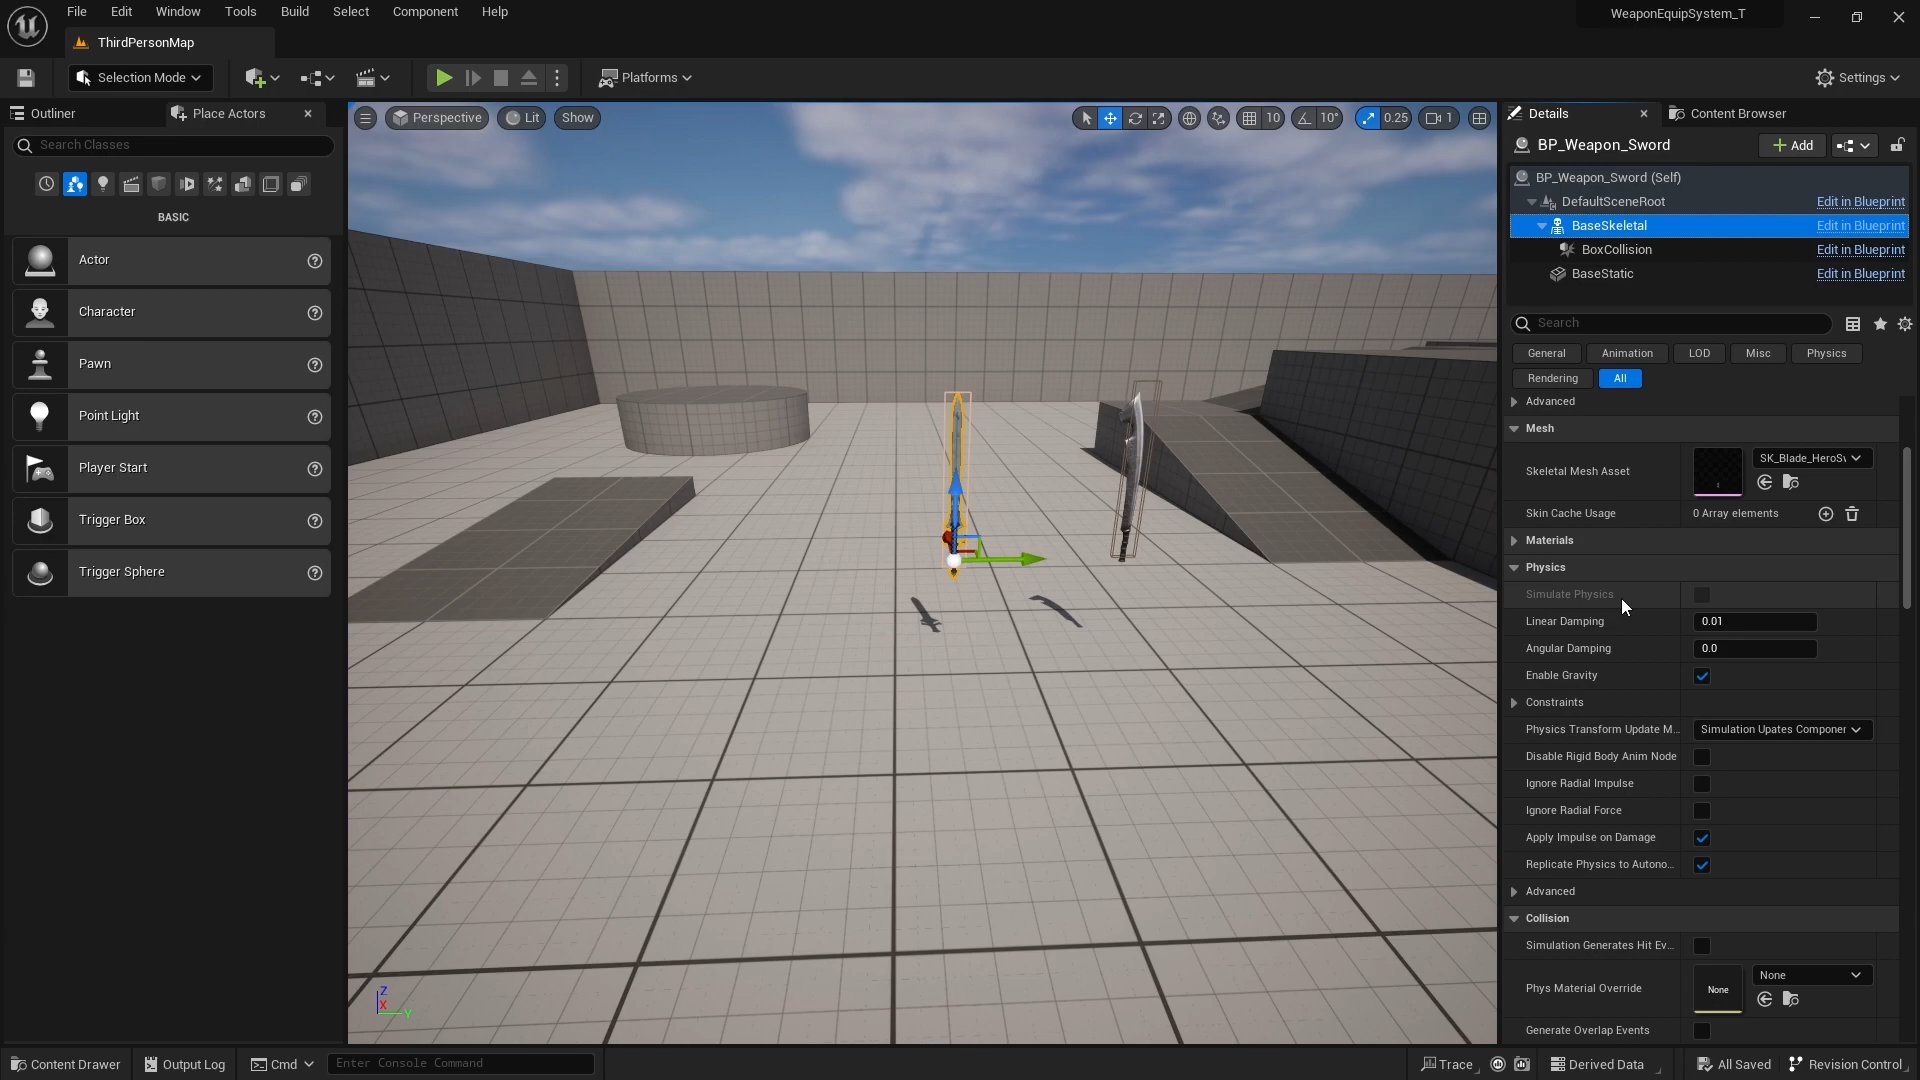 File Edit Window Tools Build Select Component Help
WeaponEquipSystem_T
ThirdPersonMap
Selection Mode
Platforms
Settings
Outliner
Place Actors
Search Classes
BASIC
Actor
Character
Pawn
Point Light
Player Start
Trigger Box
Trigger Sphere
Perspective
Lit
Show
10
10°
0.25
1
Z
X
Y
Details
Content Browser
BP_Weapon_Sword
Add
BP_Weapon_Sword (Self)
DefaultSceneRoot Edit in Blueprint
BaseSkeletal Edit in Blueprint
BoxCollision Edit in Blueprint
BaseStatic Edit in Blueprint
Search
General Animation LOD Misc Physics
Rendering All
Advanced
Mesh
Skeletal Mesh Asset SK_Blade_HeroSv
Skin Cache Usage 0 Array elements
Materials
Physics
Simulate Physics
Linear Damping 0.01
Angular Damping 0.0
Enable Gravity
Constraints
Physics Transform Update M... Simulation Upates Componer
Disable Rigid Body Anim Node
Ignore Radial Impulse
Ignore Radial Force
Apply Impulse on Damage
Replicate Physics to Autono...
Advanced
Collision
Simulation Generates Hit Ev...
Phys Material Override None None
Generate Overlap Events
Content Drawer
Output Log
Cmd
Enter Console Command
Trace
Derived Data
All Saved
Revision Control